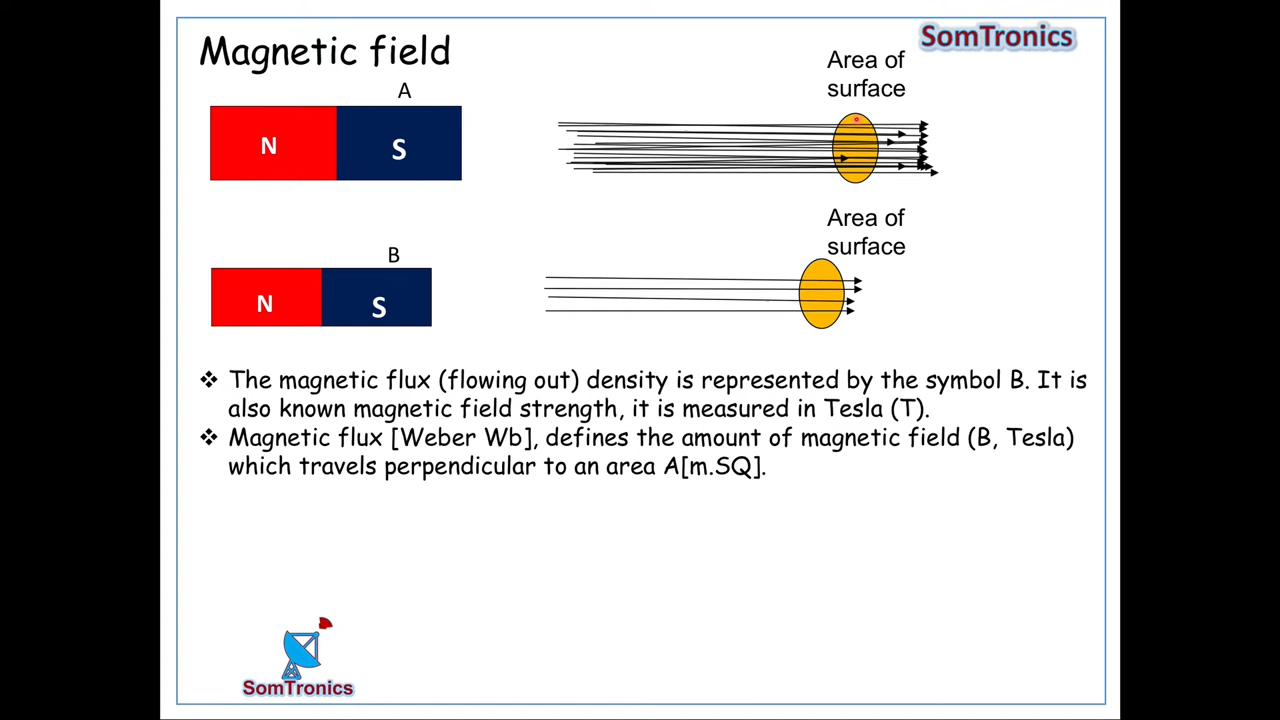 Magnetic field
SomTronics
A
N
S
Area of
surface
B
N
S
Area of
surface
❖ The magnetic flux (flowing out) density is represented by the symbol B. It is
also known magnetic field strength, it is measured in Tesla (T).
❖ Magnetic flux [Weber Wb], defines the amount of magnetic field (B, Tesla)
which travels perpendicular to an area A[m.SQ].
SomTronics